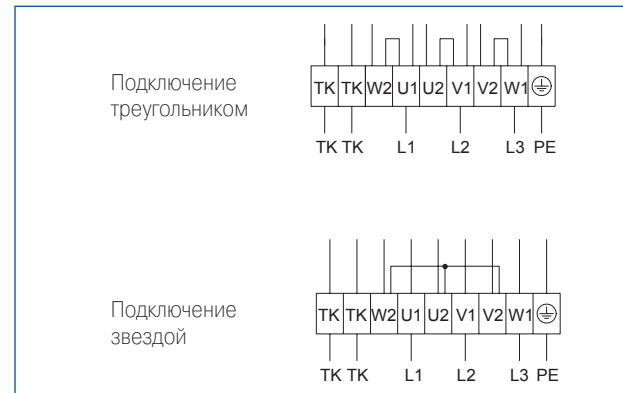 Подключение
треугольником
TK TK W2 U1 U2 V1 V2 W1
TK TK L1 L2 L3 PE
Подключение
звездой
TK TK W2 U1 U2 V1 V2 W1
TK TK L1 L2 L3 PE